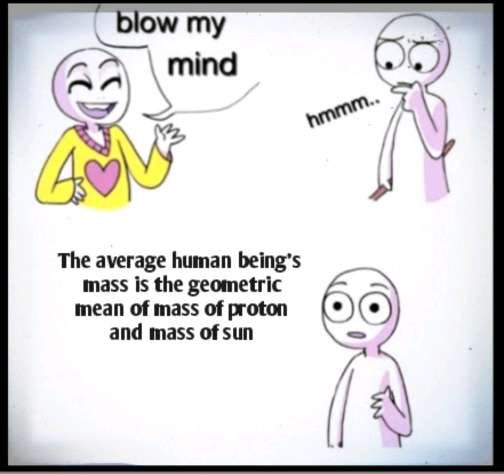 blow my
mind
hmmm..
The average human being's
mass is the geometric
mean of mass of proton
and mass of sun